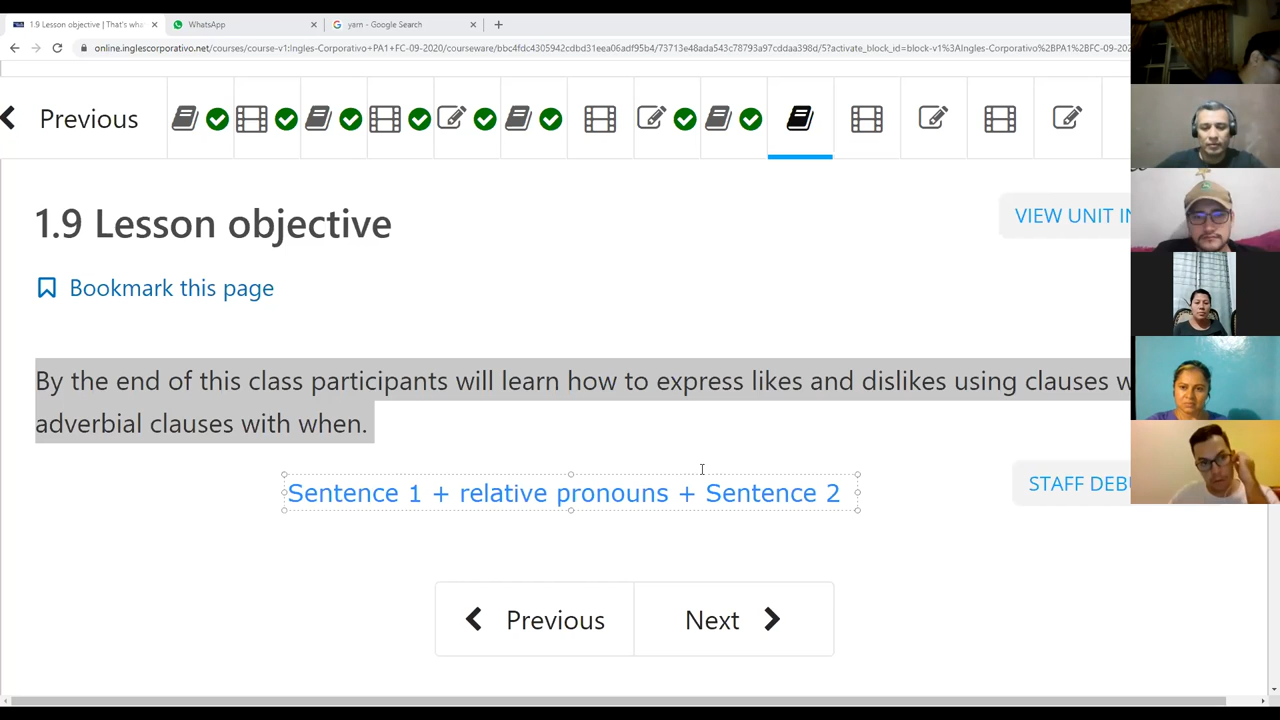 1.9 Lesson objective | That's wha
WhatsApp
yarn - Google Search
online.inglescorporativo.net/courses/course-v1:Ingles-Corporativo+PA1+FC-09-2020/courseware/bbc4fdc4305942cdbd31eea06adf95b4/73713e48ada543c78793a97cddaa398d/5?activate_block_id=block-v1%3AIngles-Corporativo%2BPA1%2BFC-09-202
Previous
1.9 Lesson objective
VIEW UNIT IN
Bookmark this page
By the end of this class participants will learn how to express likes and dislikes using clauses w
adverbial clauses with when.
Sentence 1 + relative pronouns + Sentence 2
STAFF DEBU
Previous
Next